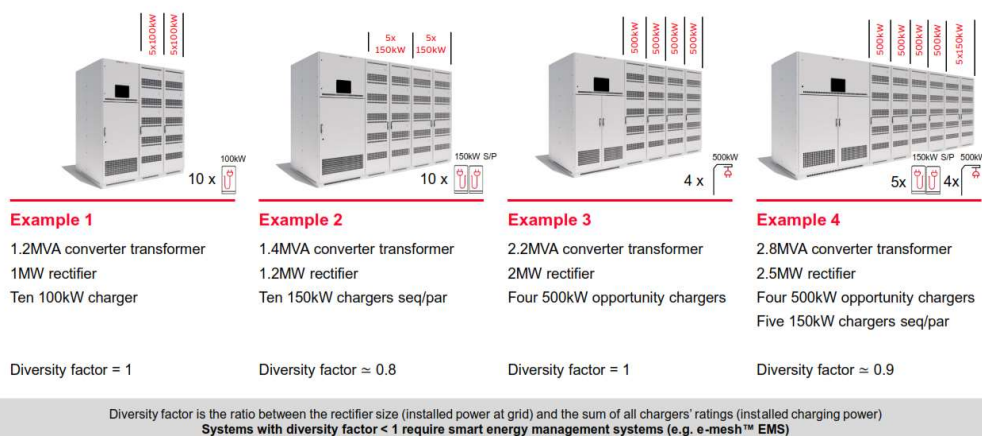 5x100kW
5x100kW
5x
150kW
5x
150kW
500kW
500kW
500kW
500kW
500kW
500kW
500kW
500kW
5x150kW
100kW
10 x
150kW S/P
10 x
500kW
4 x
150kW S/P
5x
500kW
4x
Example 1
1.2MVA converter transformer
1MW rectifier
Ten 100kW charger
Diversity factor = 1
Example 2
1.4MVA converter transformer
1.2MW rectifier
Ten 150kW chargers seq/par
Diversity factor ≃ 0.8
Example 3
2.2MVA converter transformer
2MW rectifier
Four 500kW opportunity chargers
Diversity factor = 1
Example 4
2.8MVA converter transformer
2.5MW rectifier
Four 500kW opportunity chargers
Five 150kW chargers seq/par
Diversity factor ≃ 0.9
Diversity factor is the ratio between the rectifier size (installed power at grid) and the sum of all chargers' ratings (installed charging power)
Systems with diversity factor < 1 require smart energy management systems (e.g. e-mesh™ EMS)